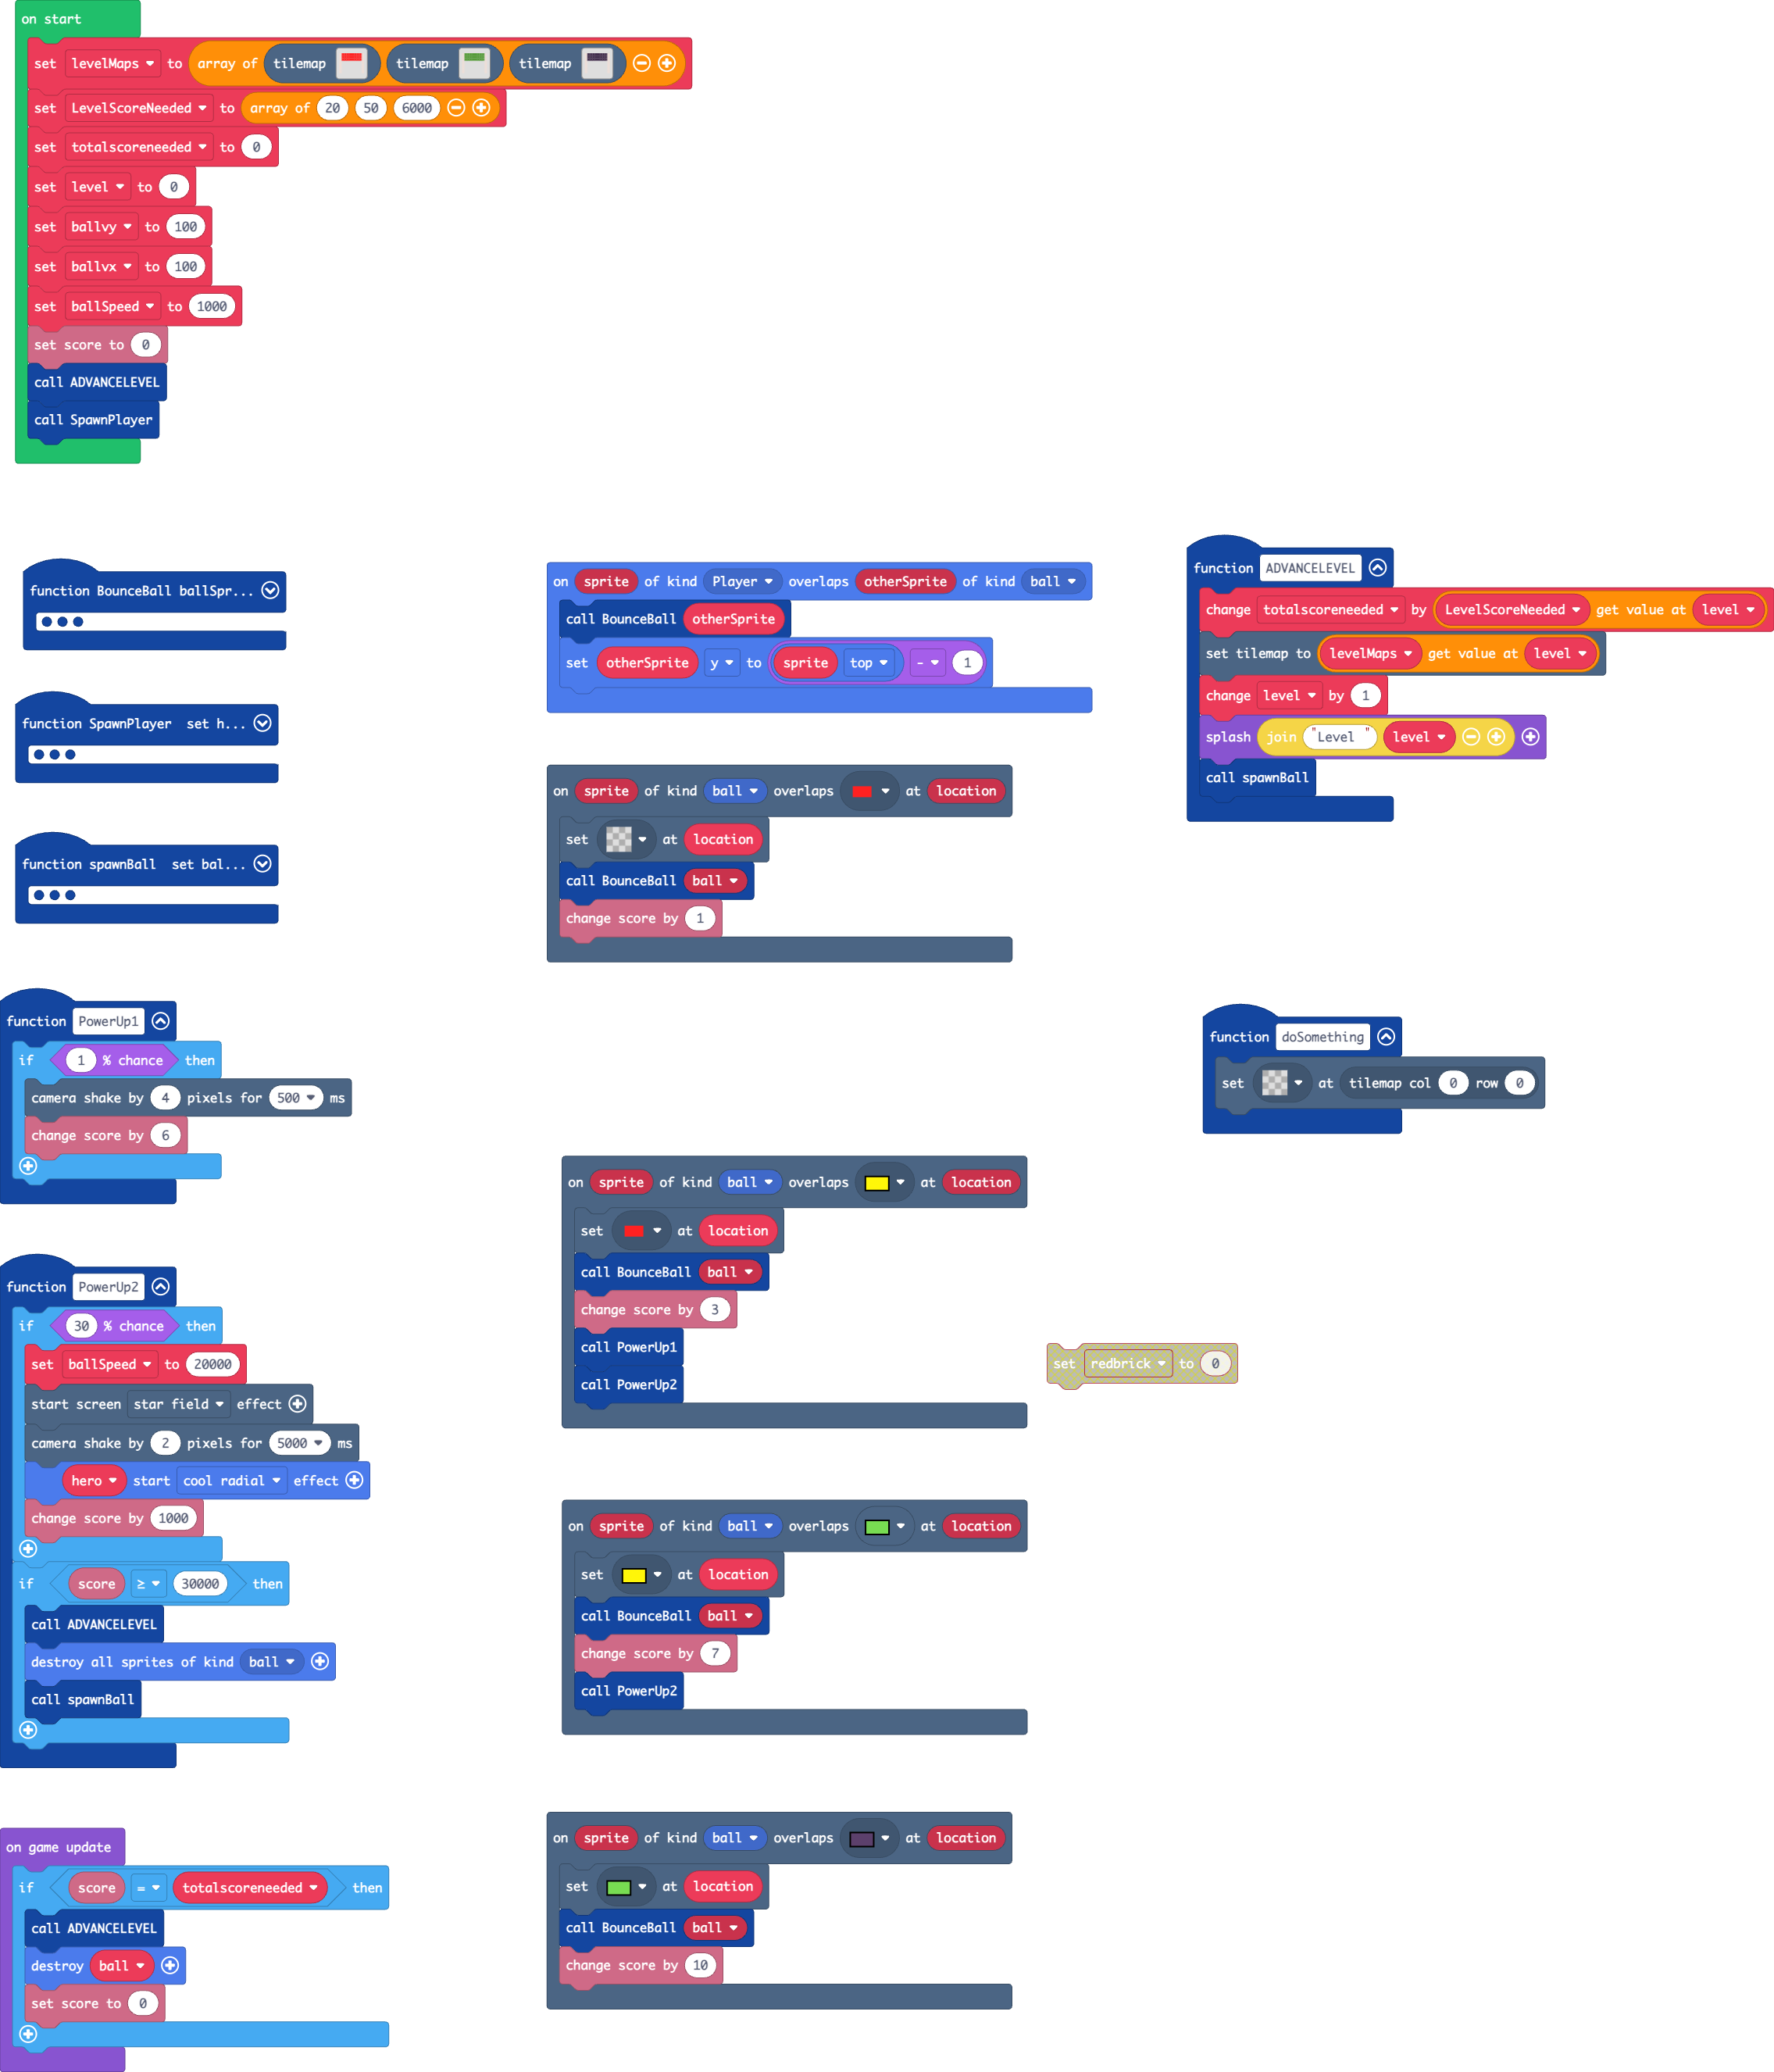 on start
set levelMaps to array of tilemap tilemap tilemap
set LevelScoreNeeded to array of 20 50 6000
set totalscoreneeded to 0
set level to 0
set ballvy to 100
set ballvx to 100
set ballSpeed to 1000
set score to 0
call ADVANCELEVEL
call SpawnPlayer
function BounceBall ballSpr...
function SpawnPlayer set h...
function spawnBall set bal...
function PowerUp1
if 1 % chance then
camera shake by 4 pixels for 500 ms
change score by 6
function PowerUp2
if 30 % chance then
set ballSpeed to 20000
start screen star field effect
camera shake by 2 pixels for 5000 ms
hero start cool radial effect
change score by 1000
if score ≥ 30000 then
call ADVANCELEVEL
destroy all sprites of kind ball
call spawnBall
on game update
if score = totalscoreneeded then
call ADVANCELEVEL
destroy ball
set score to 0
on sprite of kind Player overlaps otherSprite of kind ball
call BounceBall otherSprite
set otherSprite y to sprite top - 1
on sprite of kind ball overlaps at location
set at location
call BounceBall ball
change score by 1
on sprite of kind ball overlaps at location
set at location
call BounceBall ball
change score by 3
call PowerUp1
call PowerUp2
on sprite of kind ball overlaps at location
set at location
call BounceBall ball
change score by 7
call PowerUp2
on sprite of kind ball overlaps at location
set at location
call BounceBall ball
change score by 10
function ADVANCELEVEL
change totalscoreneeded by LevelScoreNeeded get value at level
set tilemap to levelMaps get value at level
change level by 1
splash join "Level " level
call spawnBall
function doSomething
set at tilemap col 0 row 0
set redbrick to 0